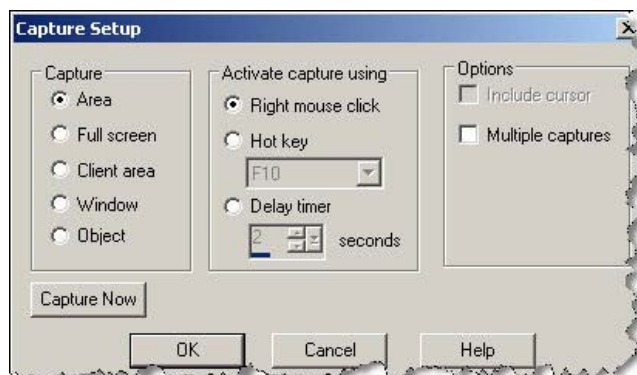 Capture Setup
Capture
Area
Full screen
Client area
Window
Object
Activate capture using
Right mouse click
Hot key
F10
Delay timer
2 seconds
Options
Include cursor
Multiple captures
Capture Now
OK
Cancel
Help